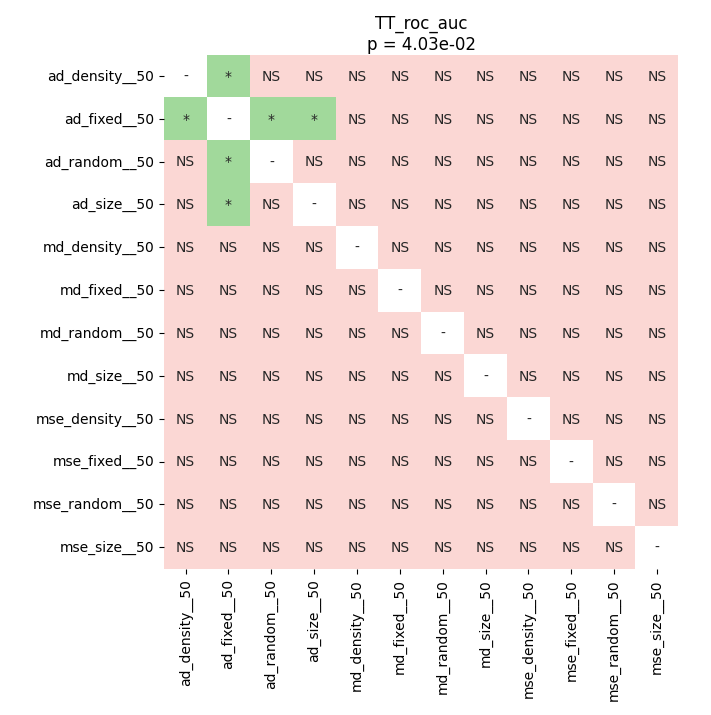 TT_roc_auc
p = 4.03e-02
ad_density__50 - * NS NS NS NS NS NS NS NS NS NS
ad_fixed__50 * - * * NS NS NS NS NS NS NS NS
ad_random__50 NS * - NS NS NS NS NS NS NS NS NS
ad_size__50 NS * NS - NS NS NS NS NS NS NS NS
md_density__50 NS NS NS NS - NS NS NS NS NS NS NS
md_fixed__50 NS NS NS NS NS - NS NS NS NS NS NS
md_random__50 NS NS NS NS NS NS - NS NS NS NS NS
md_size__50 NS NS NS NS NS NS NS - NS NS NS NS
mse_density__50 NS NS NS NS NS NS NS NS - NS NS NS
mse_fixed__50 NS NS NS NS NS NS NS NS NS - NS NS
mse_random__50 NS NS NS NS NS NS NS NS NS NS - NS
mse_size__50 NS NS NS NS NS NS NS NS NS NS NS -
ad_density__50
ad_fixed__50
ad_random__50
ad_size__50
md_density__50
md_fixed__50
md_random__50
md_size__50
mse_density__50
mse_fixed__50
mse_random__50
mse_size__50